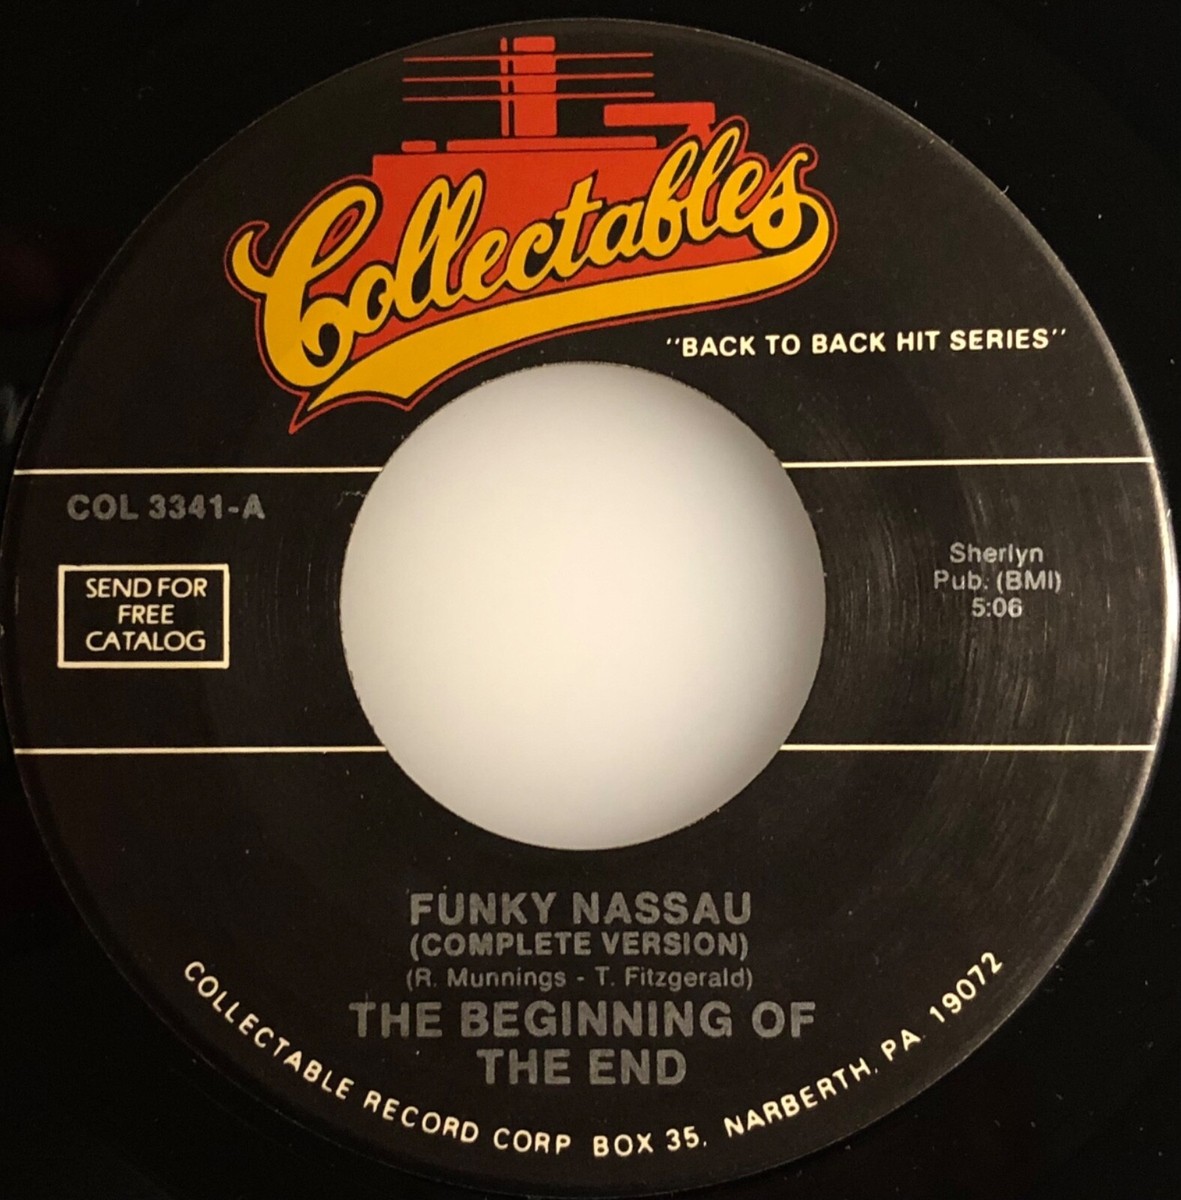 Collectables
"BACK TO BACK HIT SERIES"
COL 3341-A
SEND FOR
FREE
CATALOG
Sherlyn
Pub. (BMI)
5:06
FUNKY NASSAU
(COMPLETE VERSION)
(R. Munnings - T. Fitzgerald)
THE BEGINNING OF
THE END
COLLECTABLE RECORD CORP BOX 35, NARBERTH, PA. 19072